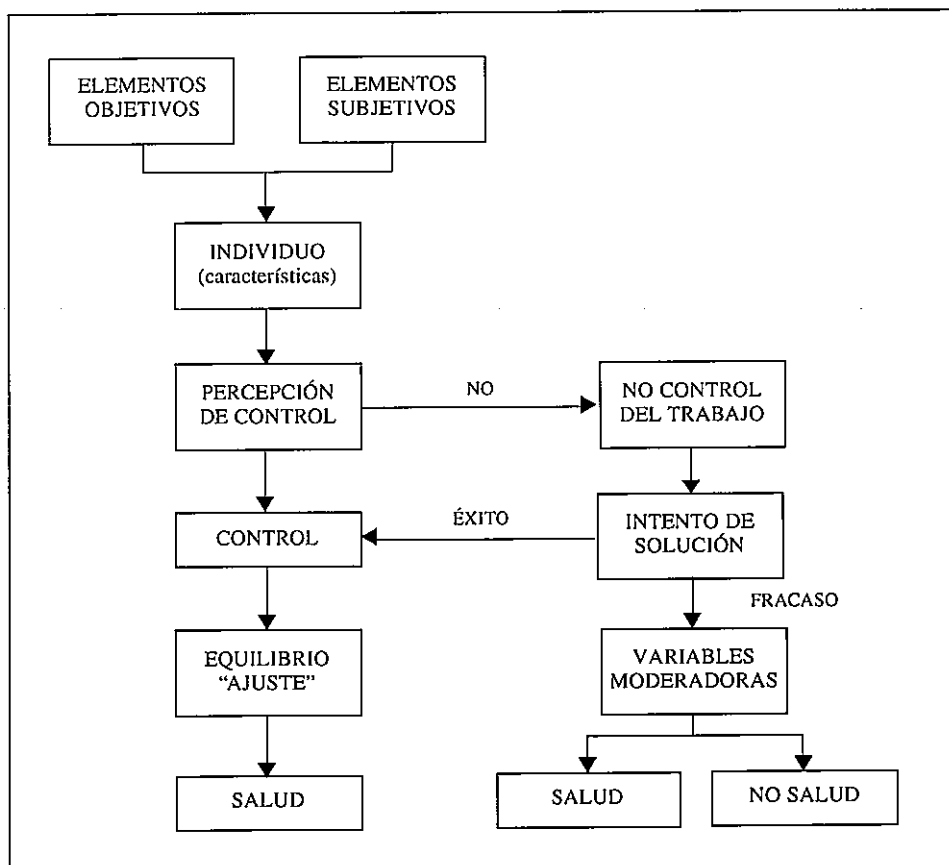 ELEMENTOS
OBJETIVOS
ELEMENTOS
SUBJETIVOS
INDIVIDUO
(características)
PERCEPCIÓN
DE CONTROL
NO
NO CONTROL
DEL TRABAJO
CONTROL
ÉXITO
INTENTO DE
SOLUCIÓN
FRACASO
EQUILIBRIO
“AJUSTE”
VARIABLES
MODERADORAS
SALUD
SALUD
NO SALUD